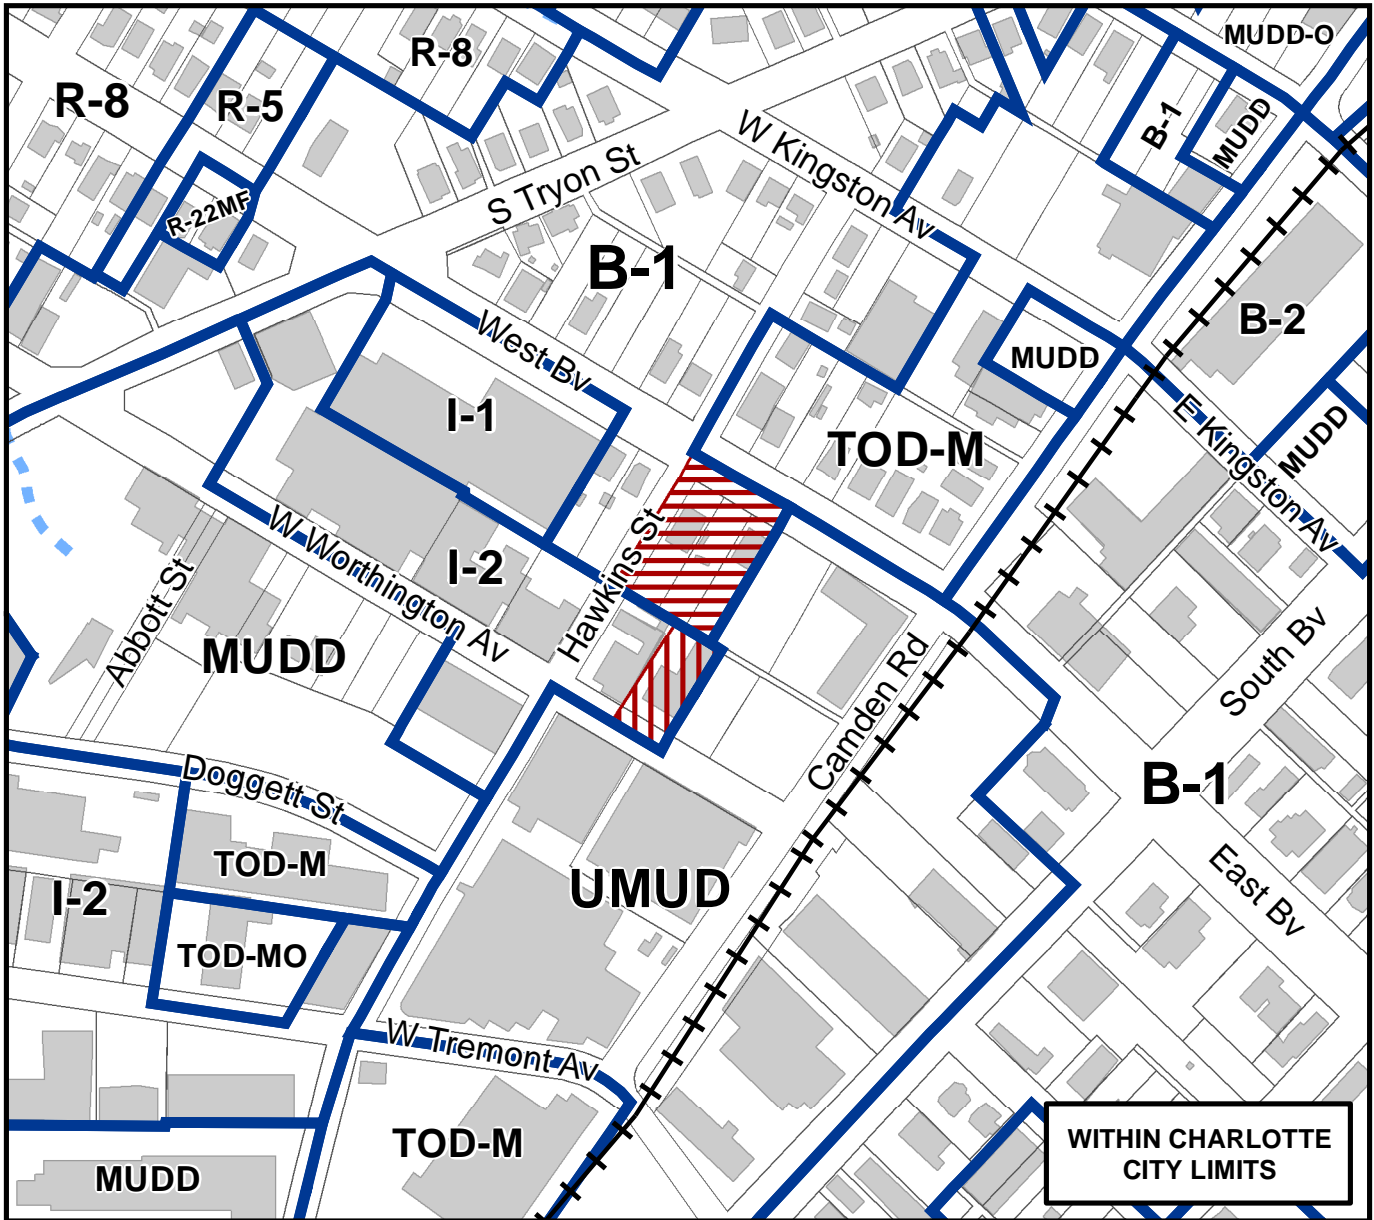 MUDD-O
R-8
R-8
R-5
B-1
MUDD
W Kingston Av
S Tryon St
R-22MF
B-1
B-2
West Bv
MUDD
I-1
E Kingston Av
MUDD
TOD-M
W Worthington Av
Hawkins St
I-2
Abbott St
MUDD
South Bv
Camden Rd
Doggett St
B-1
TOD-M
UMUD
East Bv
I-2
TOD-MO
W Tremont Av
TOD-M
MUDD
WITHIN CHARLOTTE
CITY LIMITS